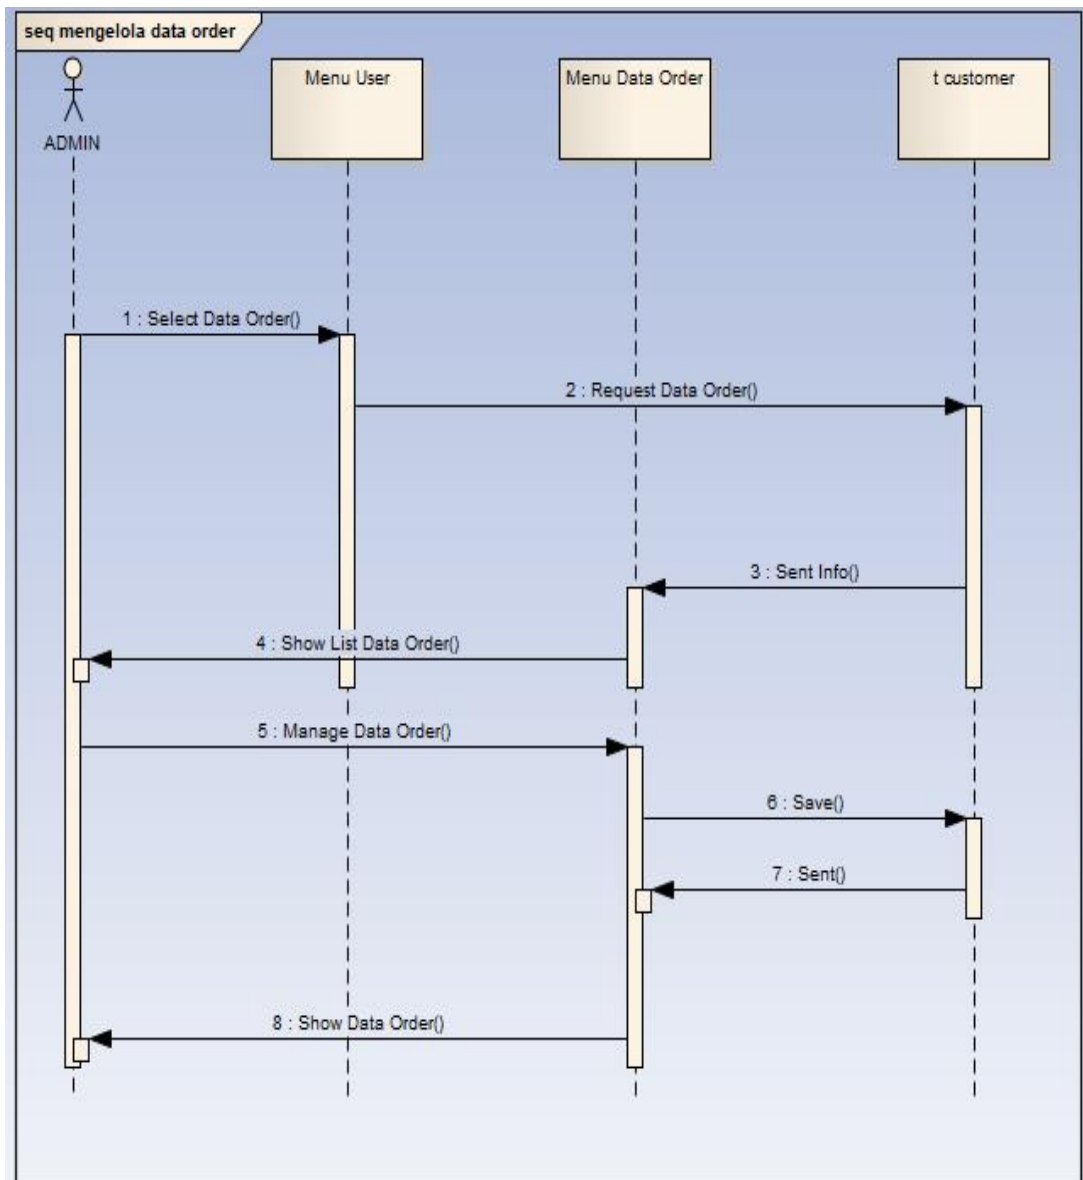 seq mengelola data order
ADMIN
Menu User
Menu Data Order
t customer
1 : Select Data Order()
2 : Request Data Order()
3 : Sent Info()
4 : Show List Data Order()
5 : Manage Data Order()
6 : Save()
7 : Sent()
8 : Show Data Order()